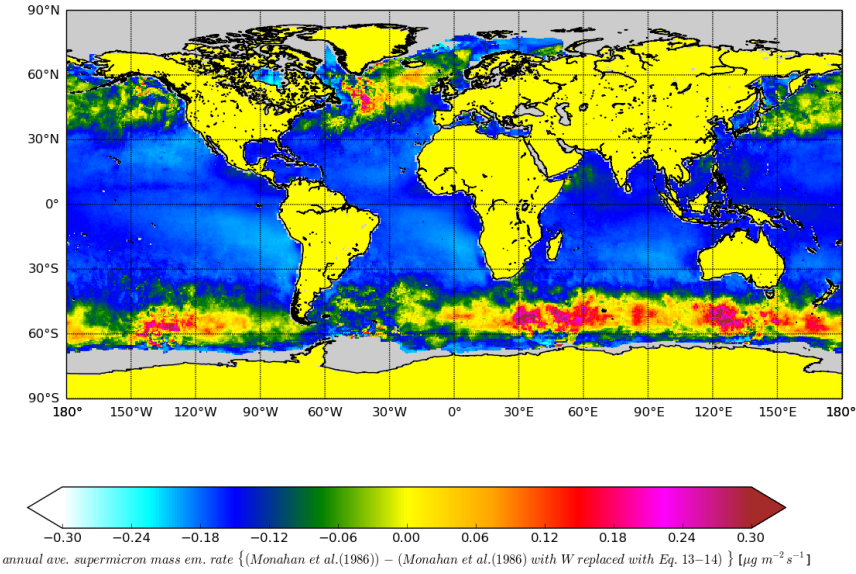 90°N
60°N
30°N
0°
30°S
60°S
90°S
180° 150°W 120°W 90°W 60°W 30°W 0° 30°E 60°E 90°E 120°E 150°E 180°
−0.30 −0.24 −0.18 −0.12 −0.06 0.00 0.06 0.12 0.18 0.24 0.30
annual ave. supermicron mass em. rate {(Monahan et al.(1986)) − (Monahan et al.(1986) with W replaced with Eq. 13−14) } [μg m⁻² s⁻¹]